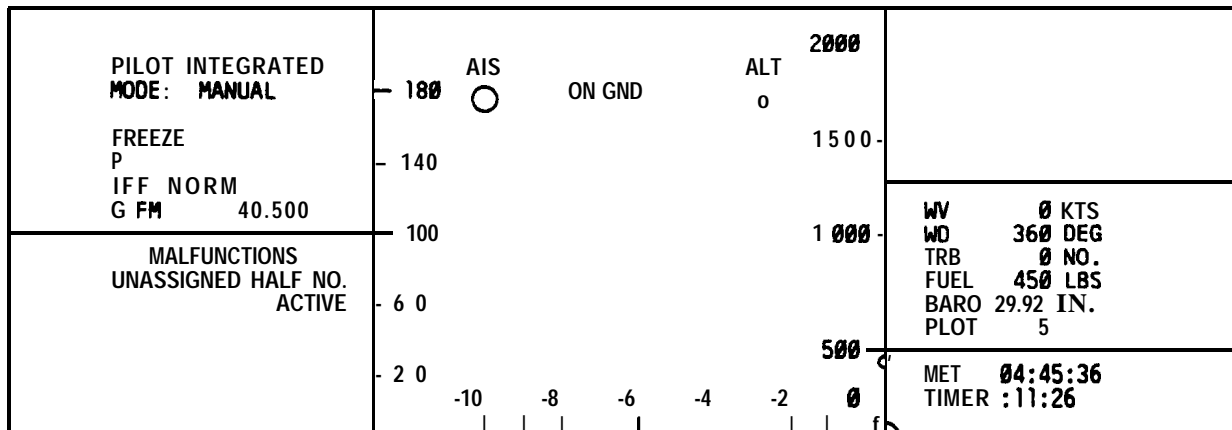 PILOT INTEGRATED
MODE: MANUAL
FREEZE
P
IFF NORM
G FM 40.500
MALFUNCTIONS
UNASSIGNED HALF NO.
ACTIVE
180
140
100
60
20
AIS
ON GND
ALT
o
2000
1500
1000
500
0
-10 -8 -6 -4 -2
WV 0 KTS
WD 360 DEG
TRB 0 NO.
FUEL 450 LBS
BARO 29.92 IN.
PLOT 5
MET 04:45:36
TIMER :11:26